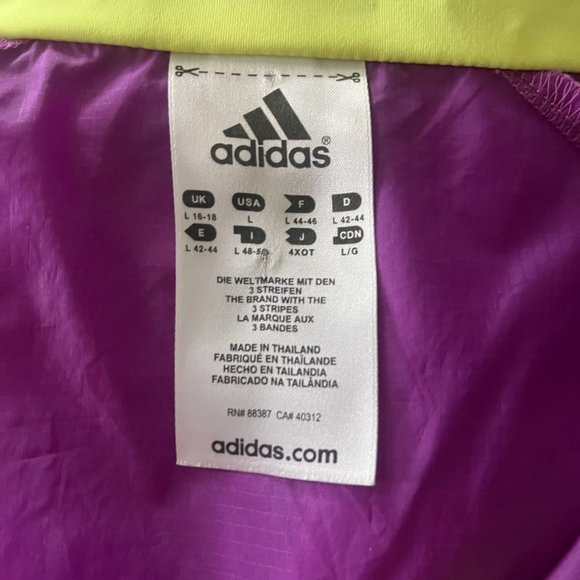 adidas®
UK USA F D
L 16-18 L L 44-46 L 42-44
E I J CDN
L 42-44 L 48-50 4XOT L/G
DIE WELTMARKE MIT DEN
3 STREIFEN
THE BRAND WITH THE
3 STRIPES
LA MARQUE AUX
3 BANDES
MADE IN THAILAND
FABRIQUÉ EN THAÏLANDE
HECHO EN TAILANDIA
FABRICADO NA TAILÂNDIA
RN# 88387 CA# 40312
adidas.com